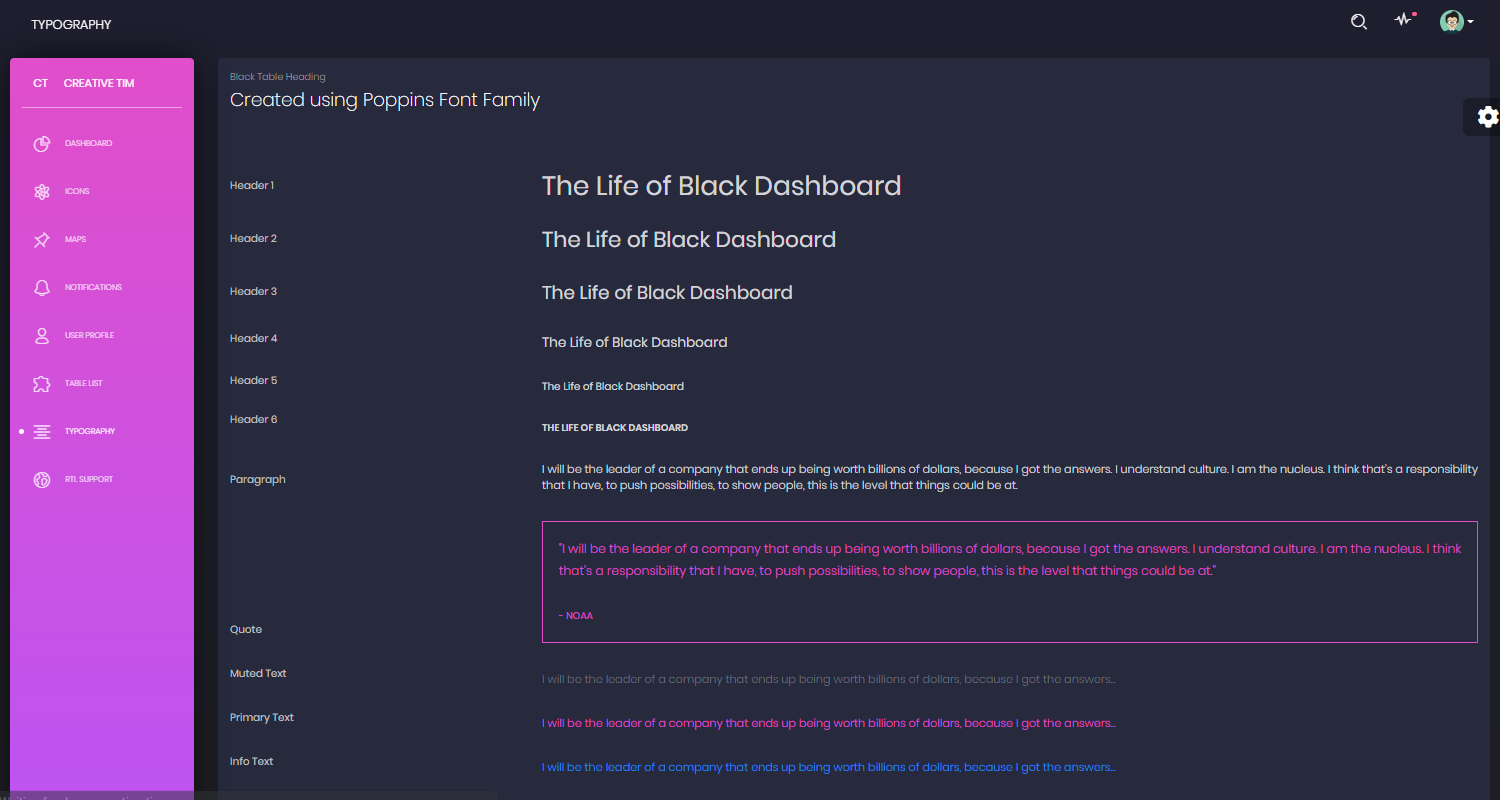 TYPOGRAPHY
CT CREATIVE TIM
DASHBOARD
ICONS
MAPS
NOTIFICATIONS
USER PROFILE
TABLE LIST
TYPOGRAPHY
RTL SUPPORT
Black Table Heading
Created using Poppins Font Family
Header 1 The Life of Black Dashboard
Header 2 The Life of Black Dashboard
Header 3 The Life of Black Dashboard
Header 4 The Life of Black Dashboard
Header 5 The Life of Black Dashboard
Header 6 THE LIFE OF BLACK DASHBOARD
Paragraph
I will be the leader of a company that ends up being worth billions of dollars, because I got the answers. I understand culture. I am the nucleus. I think that's a responsibility
that I have, to push possibilities, to show people, this is the level that things could be at.
Quote
"I will be the leader of a company that ends up being worth billions of dollars, because I got the answers. I understand culture. I am the nucleus. I think
that's a responsibility that I have, to push possibilities, to show people, this is the level that things could be at."
- NOAA
Muted Text I will be the leader of a company that ends up being worth billions of dollars, because I got the answers...
Primary Text I will be the leader of a company that ends up being worth billions of dollars, because I got the answers...
Info Text I will be the leader of a company that ends up being worth billions of dollars, because I got the answers...